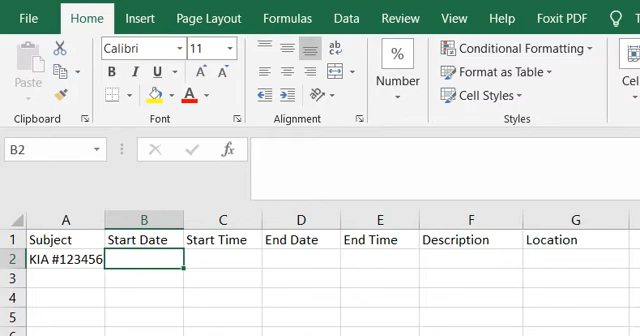 File Home Insert Page Layout Formulas Data Review View Help Foxit PDF
Calibri 11 ab c % Conditional Formatting
Paste B I U A A Number Format as Table Cel
A Cell Styles
Clipboard Font Alignment Styles
B2 fx
A B C D E F G
1 Subject Start Date Start Time End Date End Time Description Location
2 KIA #123456
3
4
5